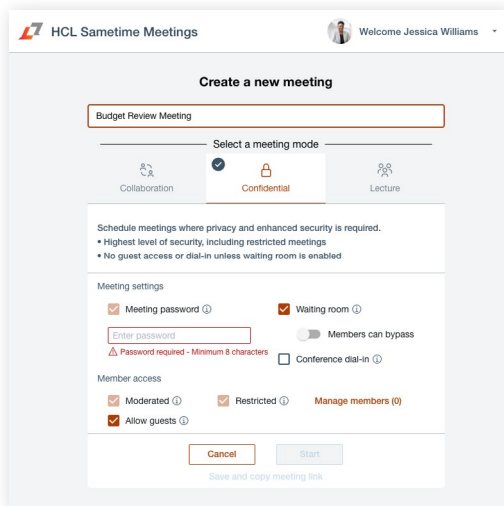 HCL Sametime Meetings
Welcome Jessica Williams
Create a new meeting
Budget Review Meeting
Select a meeting mode
Collaboration
Confidential
Lecture
Schedule meetings where privacy and enhanced security is required.
• Highest level of security, including restricted meetings
• No guest access or dial-in unless waiting room is enabled
Meeting settings
Meeting password
Waiting room
Enter password
Members can bypass
Password required - Minimum 8 characters
Conference dial-in
Member access
Moderated
Restricted
Manage members (0)
Allow guests
Cancel
Start
Save and copy meeting link